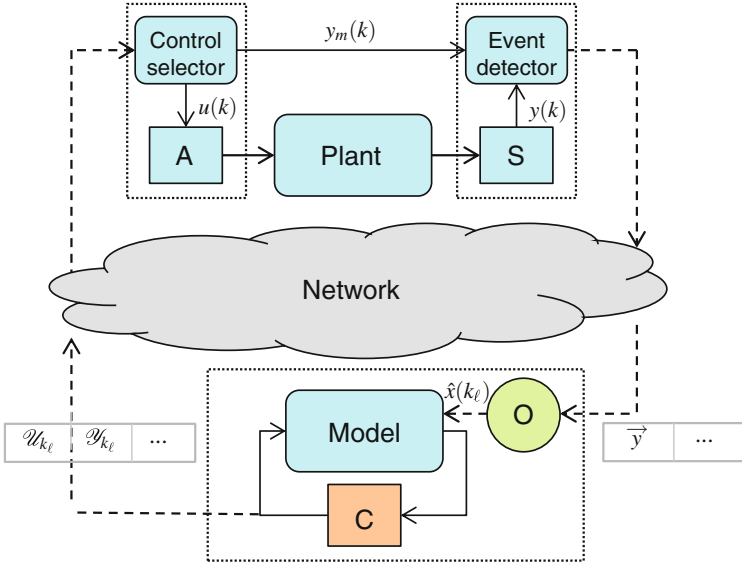 Control
selector
y_m(k)
Event
detector
u(k)
y(k)
A
Plant
S
Network
x̂(k_ℓ)
O
Model
𝒰_{k_ℓ} 𝒴_{k_ℓ} ...
y⃗ ...
C